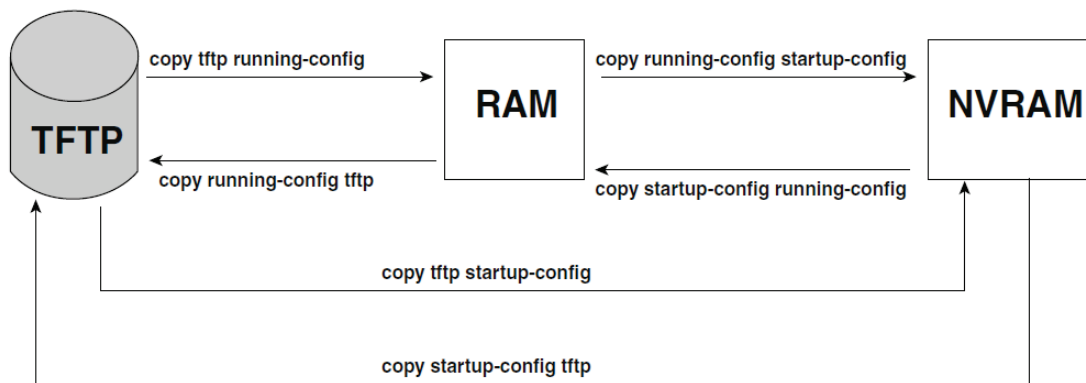 copy tftp running-config
copy running-config startup-config
TFTP
RAM
NVRAM
copy running-config tftp
copy startup-config running-config
copy tftp startup-config
copy startup-config tftp